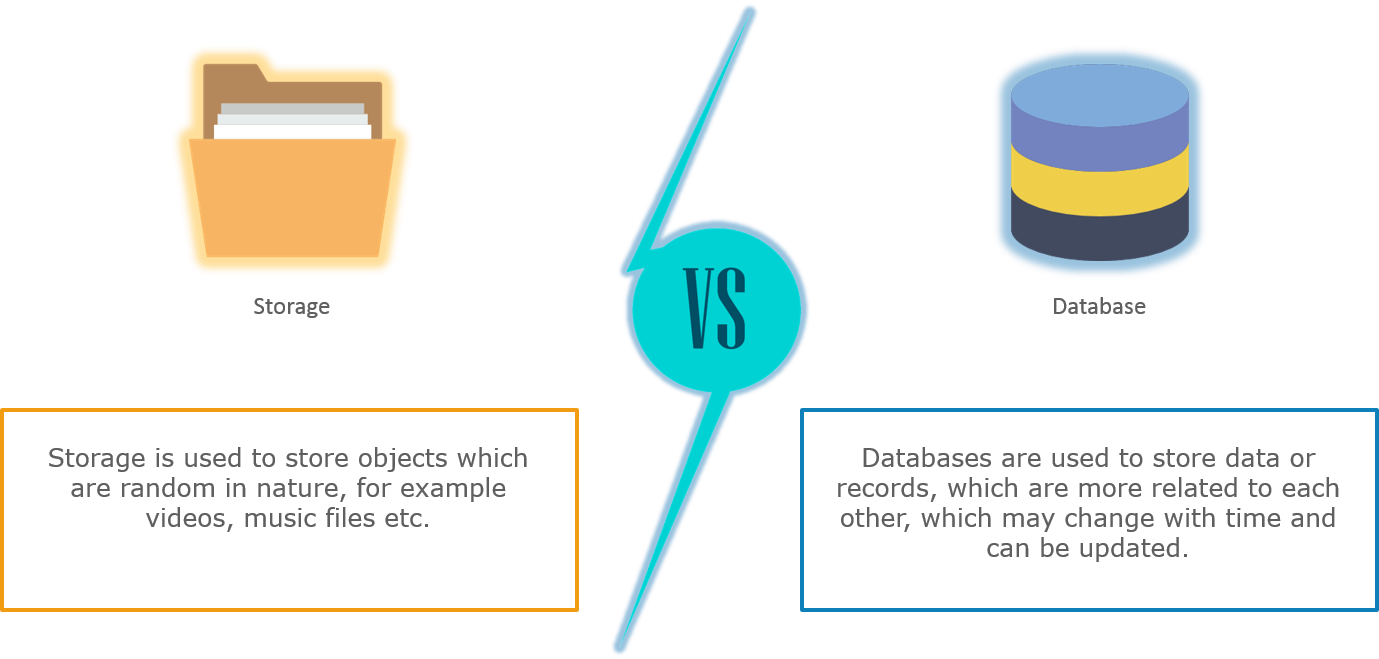 Storage
VS
Database
Storage is used to store objects which
are random in nature, for example
videos, music files etc.
Databases are used to store data or
records, which are more related to each
other, which may change with time and
can be updated.